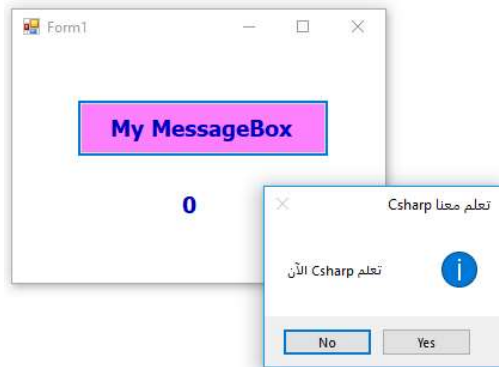 Form1
My MessageBox
0
تعلم معنا Csharp
تعلم Csharp الآن
Yes
No